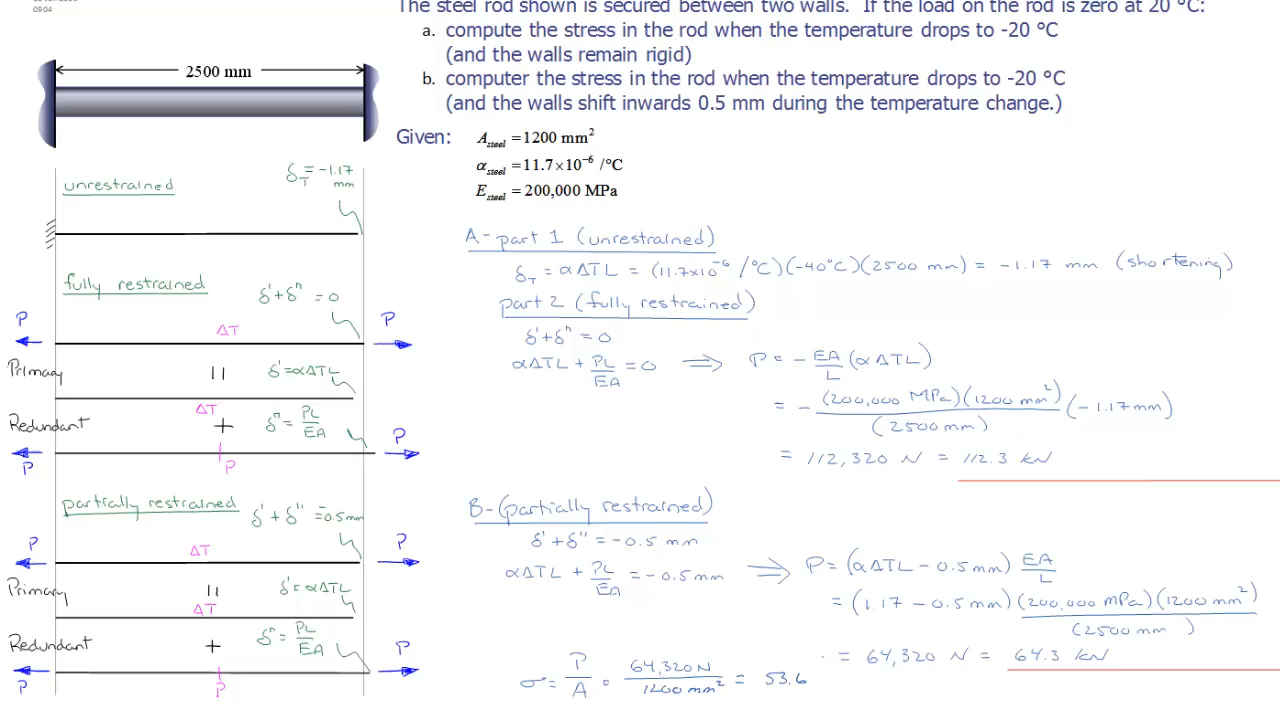 09:04
The steel rod shown is secured between two walls. If the load on the rod is zero at 20 °C:
a. compute the stress in the rod when the temperature drops to -20 °C
(and the walls remain rigid)
b. computer the stress in the rod when the temperature drops to -20 °C
(and the walls shift inwards 0.5 mm during the temperature change.)
2500 mm
Given: A_steel = 1200 mm²
α_steel = 11.7×10⁻⁶ /°C
E_steel = 200,000 MPa
unrestrained
δ_T = -1.17 mm
fully restrained
δ' + δ" = 0
P ΔT P
Primary
|| δ' = αΔTL
ΔT
Redundant + δ" = PL/EA
P P
P
partially restrained
δ' + δ" = -0.5 mm
P ΔT P
Primary
|| δ' = αΔTL
ΔT
Redundant + δ" = PL/EA
P P
P
A - part 1 (unrestrained)
δ_T = αΔTL = (11.7×10⁻⁶ /°C)(-40°C)(2500 mm) = -1.17 mm (shortening)
part 2 (fully restrained)
δ' + δ" = 0
αΔTL + PL/EA = 0 ⟹ P = - EA/L (αΔTL)
= - (200,000 MPa)(1200 mm²)/(2500 mm) (-1.17 mm)
= 112,320 N = 112.3 kN
B - (partially restrained)
δ' + δ" = -0.5 mm
αΔTL + PL/EA = -0.5 mm ⟹ P = (αΔTL - 0.5 mm) EA/L
= (1.17 - 0.5 mm) (200,000 MPa)(1200 mm²)/(2500 mm)
= 64,320 N = 64.3 kN
σ = P/A = 64,320 N/1200 mm² = 53.6